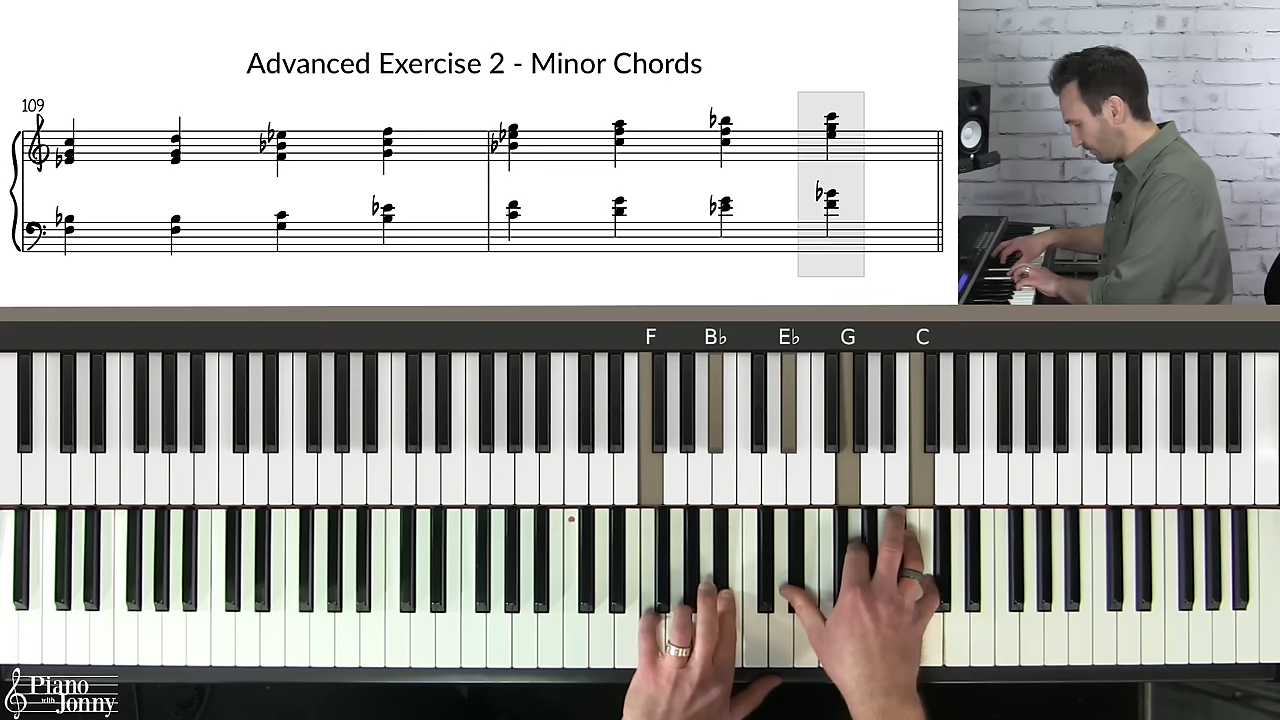 Advanced Exercise 2 - Minor Chords
109
F B♭ E♭ G C
Piano
with
Jonny